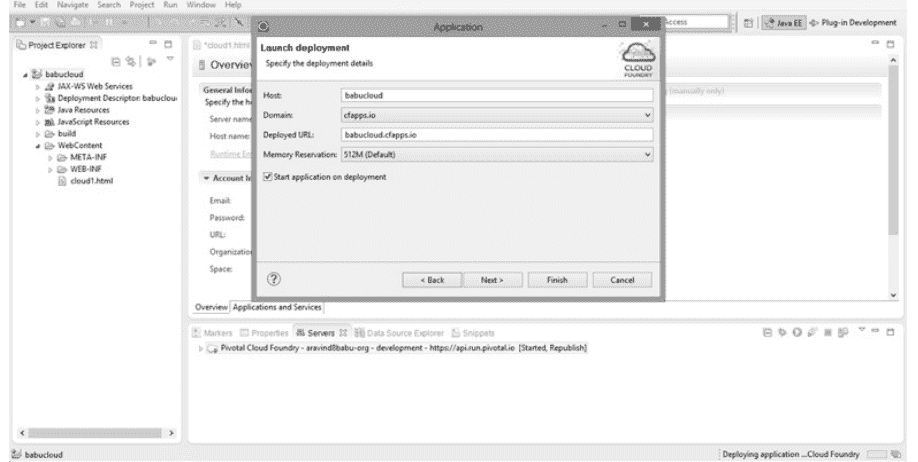 File Edit Navigate Search Project Run Window Help
Application
Access
Java EE
Plug-in Development
Project Explorer
*cloud1.html
babucloud
JAX-WS Web Services
Deployment Descriptor: babuclou
Java Resources
JavaScript Resources
build
WebContent
META-INF
WEB-INF
cloud1.html
Overvie
General Infor
Specify the h
Server name
Host name:
Runtime En
Account In
Email:
Password:
URL:
Organizatio
Space:
(manually only)
Launch deployment
Specify the deployment details
CLOUD
FOUNDRY
Host: babucloud
Domain: cfapps.io
Deployed URL: babucloud.cfapps.io
Memory Reservation: 512M (Default)
Start application on deployment
< Back Next > Finish Cancel
Overview Applications and Services
Markers Properties Servers Data Source Explorer Snippets
Pivotal Cloud Foundry - aravind8babu-org - development - https://api.run.pivotal.io [Started, Republish]
babucloud
Deploying application ...Cloud Foundry